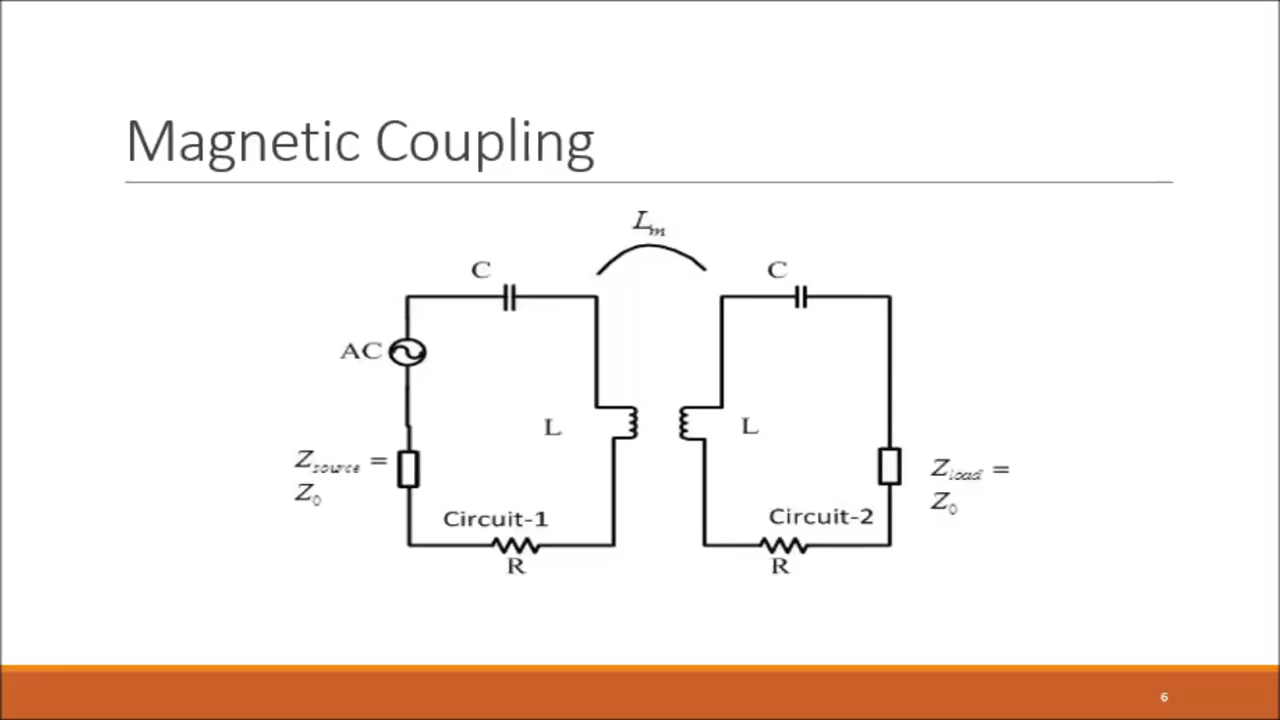 Magnetic Coupling
Lm
C
C
AC
L
L
Zsource =
Z0
Zload =
Z0
Circuit-1
Circuit-2
R
R
6